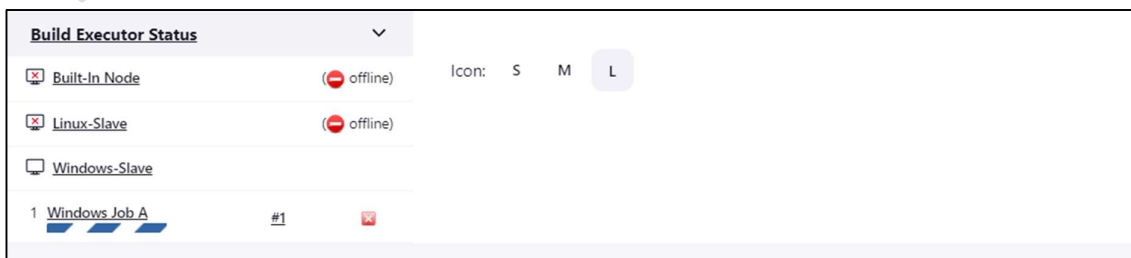 Build Executor Status
Built-In Node (offline)
Linux-Slave (offline)
Windows-Slave
1 Windows Job A #1
Icon: S M L